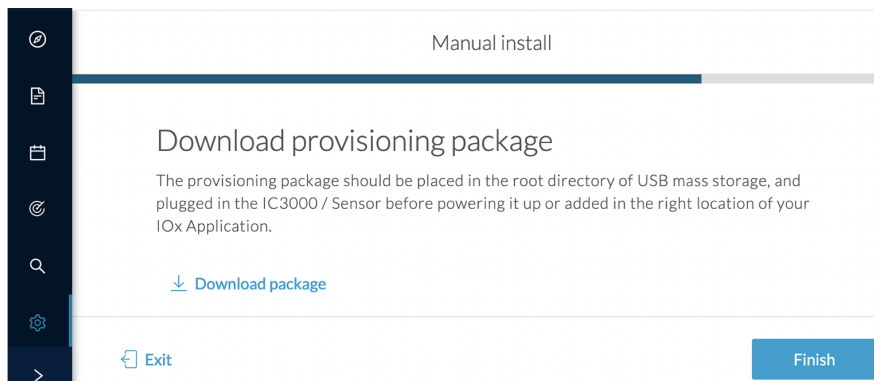 Manual install
Download provisioning package
The provisioning package should be placed in the root directory of USB mass storage, and
plugged in the IC3000 / Sensor before powering it up or added in the right location of your
IOx Application.
Download package
Exit
Finish